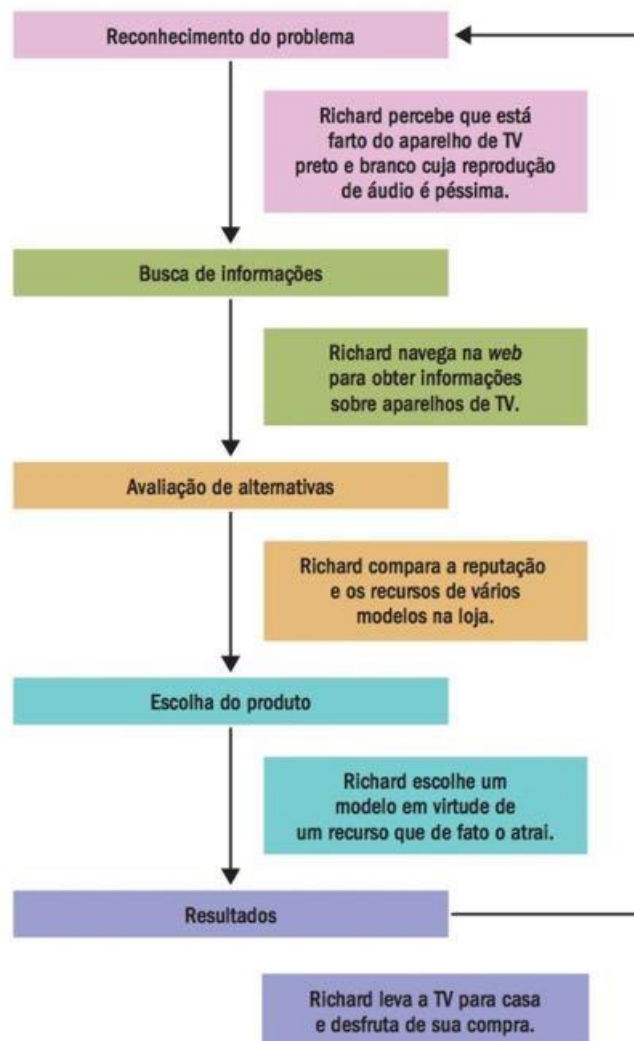 Reconhecimento do problema
Richard percebe que está
farto do aparelho de TV
preto e branco cuja reprodução
de áudio é péssima.
Busca de informações
Richard navega na web
para obter informações
sobre aparelhos de TV.
Avaliação de alternativas
Richard compara a reputação
e os recursos de vários
modelos na loja.
Escolha do produto
Richard escolhe um
modelo em virtude de
um recurso que de fato o atrai.
Resultados
Richard leva a TV para casa
e desfruta de sua compra.